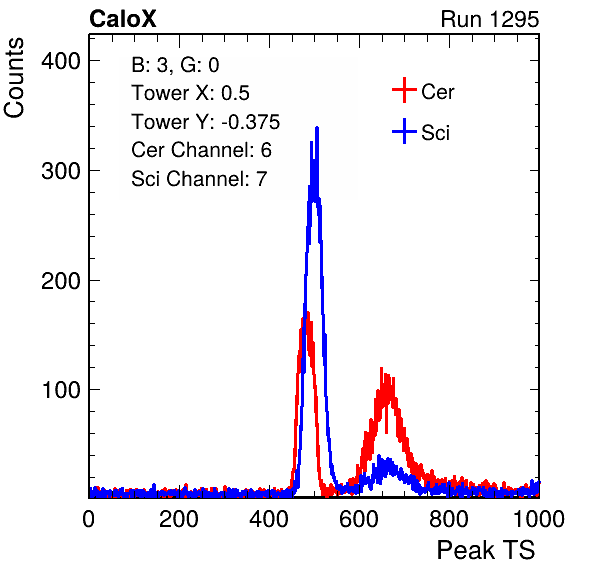 CaloX Run 1295
Counts
400
300
200
100
B: 3, G: 0
Tower X: 0.5
Tower Y: -0.375
Cer Channel: 6
Sci Channel: 7
Cer
Sci
0 200 400 600 800 1000
Peak TS